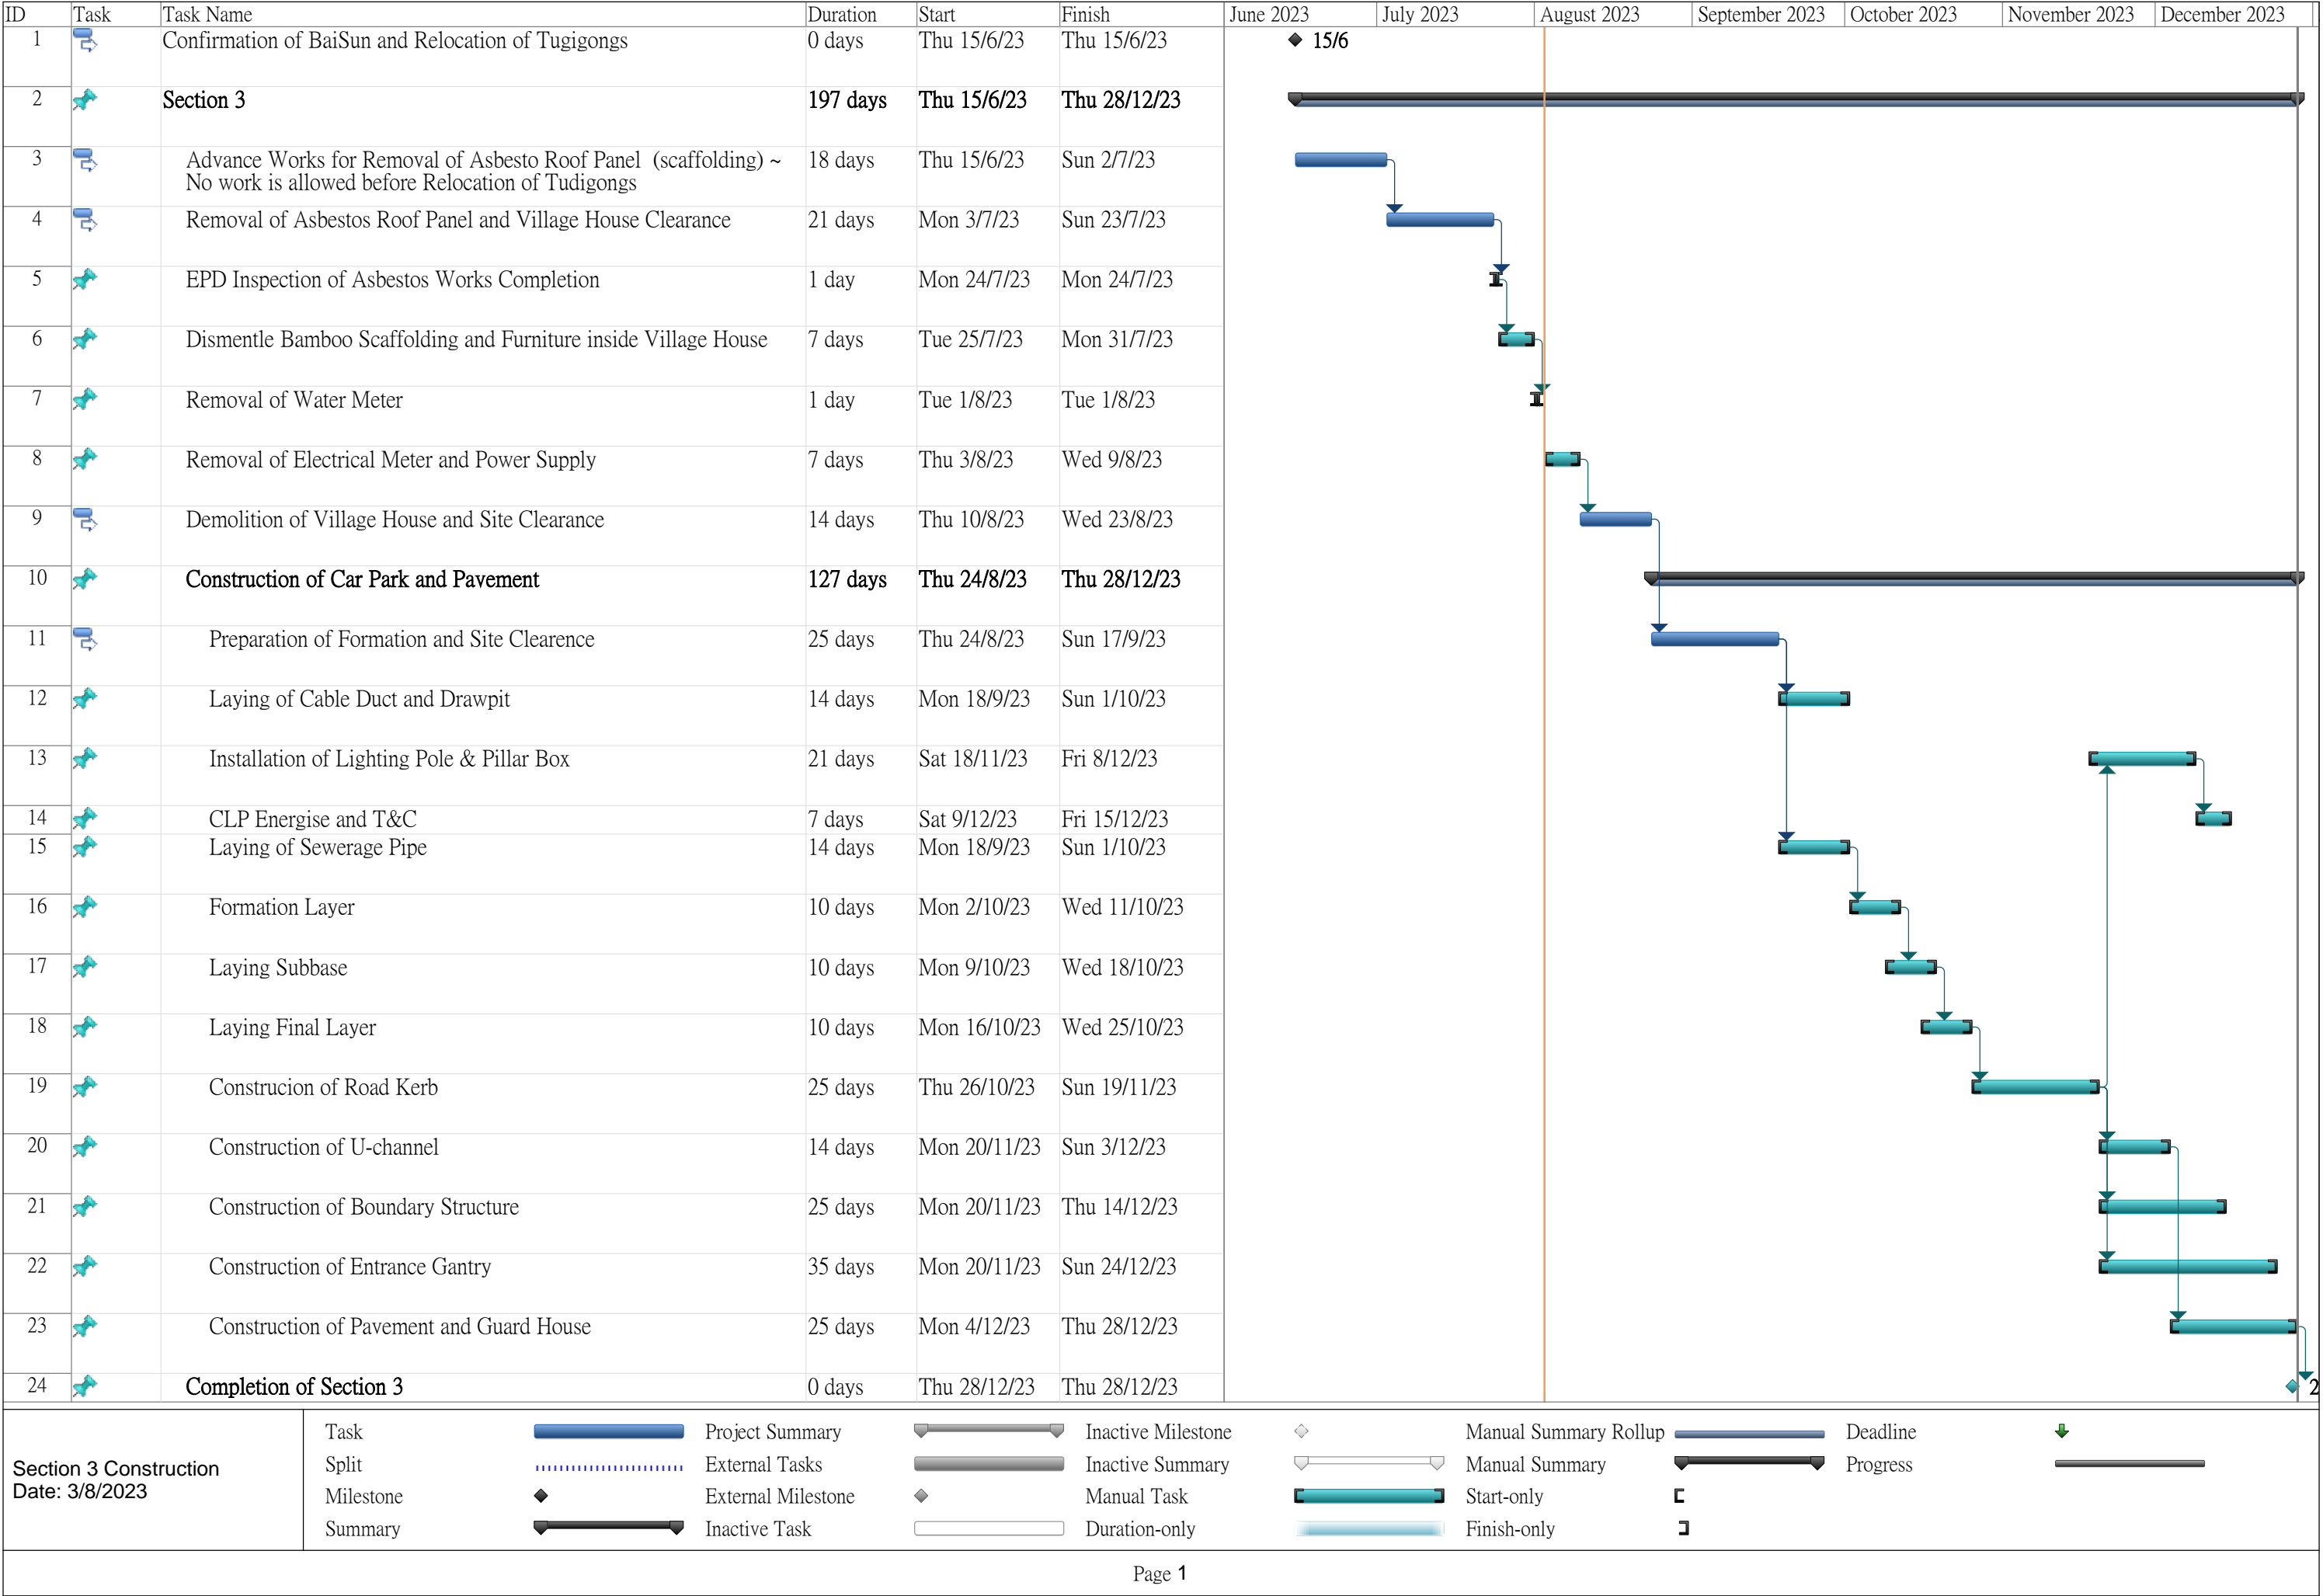 ID Task Task Name Duration Start Finish June 2023 July 2023 August 2023 September 2023 October 2023 November 2023 December 2023
1 Confirmation of BaiSun and Relocation of Tugigongs 0 days Thu 15/6/23 Thu 15/6/23 15/6
2 Section 3 197 days Thu 15/6/23 Thu 28/12/23
3 Advance Works for Removal of Asbesto Roof Panel (scaffolding) ~ 18 days Thu 15/6/23 Sun 2/7/23
No work is allowed before Relocation of Tudigongs
4 Removal of Asbestos Roof Panel and Village House Clearance 21 days Mon 3/7/23 Sun 23/7/23
5 EPD Inspection of Asbestos Works Completion 1 day Mon 24/7/23 Mon 24/7/23
6 Dismentle Bamboo Scaffolding and Furniture inside Village House 7 days Tue 25/7/23 Mon 31/7/23
7 Removal of Water Meter 1 day Tue 1/8/23 Tue 1/8/23
8 Removal of Electrical Meter and Power Supply 7 days Thu 3/8/23 Wed 9/8/23
9 Demolition of Village House and Site Clearance 14 days Thu 10/8/23 Wed 23/8/23
10 Construction of Car Park and Pavement 127 days Thu 24/8/23 Thu 28/12/23
11 Preparation of Formation and Site Clearence 25 days Thu 24/8/23 Sun 17/9/23
12 Laying of Cable Duct and Drawpit 14 days Mon 18/9/23 Sun 1/10/23
13 Installation of Lighting Pole & Pillar Box 21 days Sat 18/11/23 Fri 8/12/23
14 CLP Energise and T&C 7 days Sat 9/12/23 Fri 15/12/23
15 Laying of Sewerage Pipe 14 days Mon 18/9/23 Sun 1/10/23
16 Formation Layer 10 days Mon 2/10/23 Wed 11/10/23
17 Laying Subbase 10 days Mon 9/10/23 Wed 18/10/23
18 Laying Final Layer 10 days Mon 16/10/23 Wed 25/10/23
19 Construcion of Road Kerb 25 days Thu 26/10/23 Sun 19/11/23
20 Construction of U-channel 14 days Mon 20/11/23 Sun 3/12/23
21 Construction of Boundary Structure 25 days Mon 20/11/23 Thu 14/12/23
22 Construction of Entrance Gantry 35 days Mon 20/11/23 Sun 24/12/23
23 Construction of Pavement and Guard House 25 days Mon 4/12/23 Thu 28/12/23
24 Completion of Section 3 0 days Thu 28/12/23 Thu 28/12/23 2
Section 3 Construction
Date: 3/8/2023
Task Project Summary Inactive Milestone Manual Summary Rollup Deadline
Split External Tasks Inactive Summary Manual Summary Progress
Milestone External Milestone Manual Task Start-only
Summary Inactive Task Duration-only Finish-only
Page 1